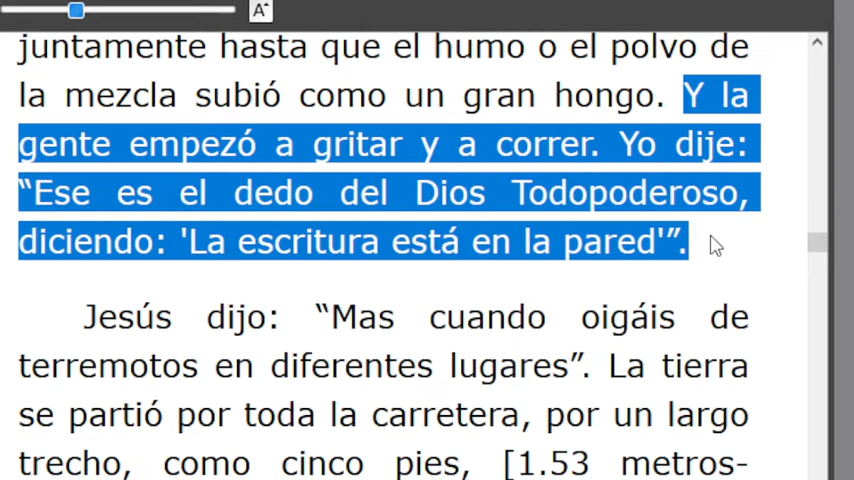 A
juntamente hasta que el humo o el polvo de
la mezcla subió como un gran hongo. Y la
gente empezó a gritar y a correr. Yo dije:
“Ese es el dedo del Dios Todopoderoso,
diciendo: 'La escritura está en la pared'”.
Jesús dijo: “Mas cuando oigáis de
terremotos en diferentes lugares”. La tierra
se partió por toda la carretera, por un largo
trecho, como cinco pies, [1.53 metros-